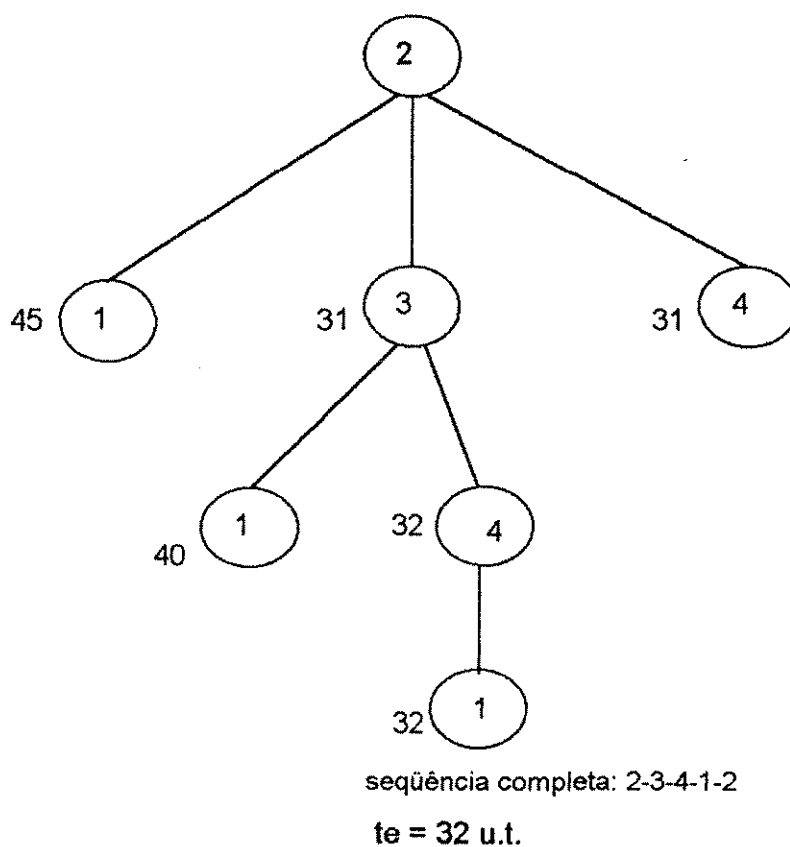 2
45 1 31 3 31 4
40 1 32 4
32 1
seqüência completa: 2-3-4-1-2
te = 32 u.t.